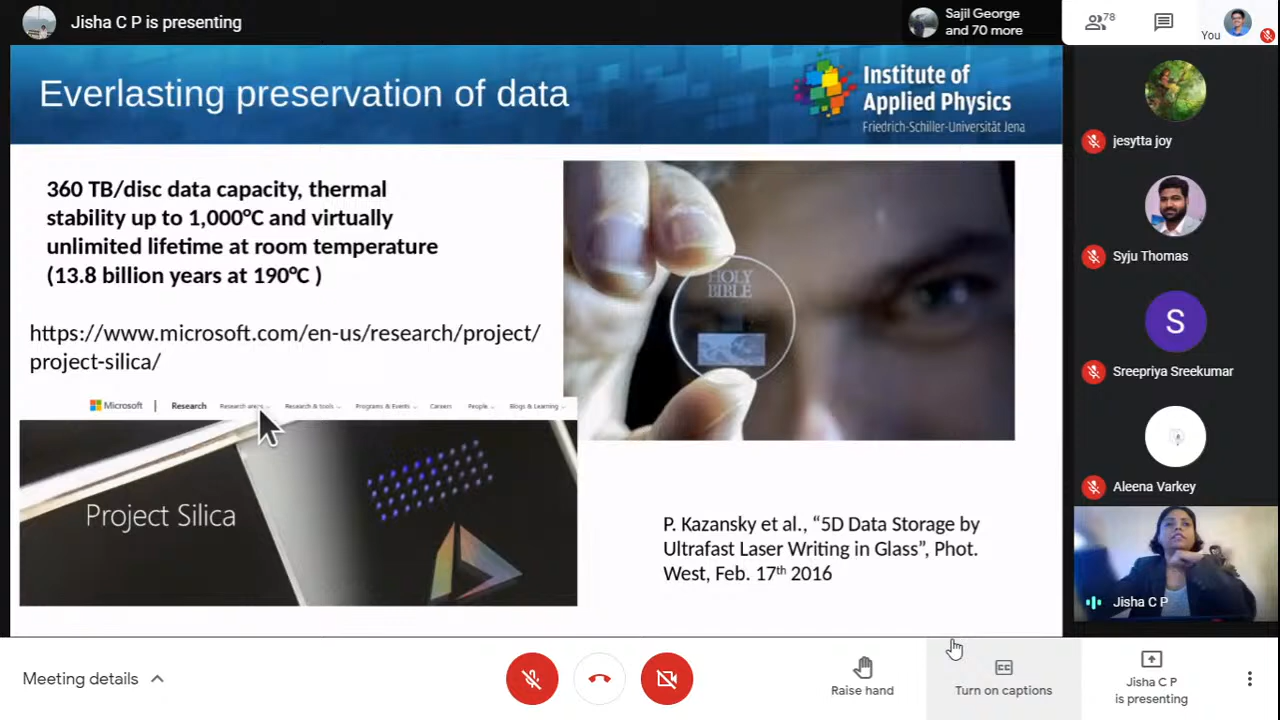 Jisha C P is presenting
Sajil George
and 70 more
78
You
Everlasting preservation of data
Institute of
Applied Physics
Friedrich-Schiller-Universität Jena
360 TB/disc data capacity, thermal
stability up to 1,000°C and virtually
unlimited lifetime at room temperature
(13.8 billion years at 190°C )
https://www.microsoft.com/en-us/research/project/
project-silica/
HOLY
BIBLE
Microsoft | Research Research areas Research & tools Programs & Events Careers People Blogs & Learning
Project Silica
P. Kazansky et al., “5D Data Storage by
Ultrafast Laser Writing in Glass”, Phot.
West, Feb. 17th 2016
jesytta joy
Syju Thomas
S
Sreepriya Sreekumar
Aleena Varkey
Jisha C P
Meeting details
Raise hand
CC
Turn on captions
Jisha C P
is presenting